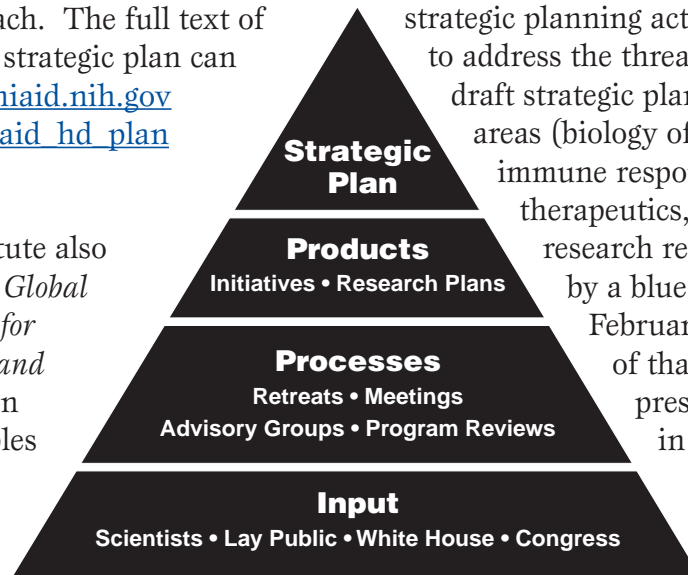 ach. The full text of
strategic plan can
niaid.nih.gov
aid_hd_plan
tute also
Global
for
and
n
les
Strategic
Plan
Products
Initiatives • Research Plans
Processes
Retreats • Meetings
Advisory Groups • Program Reviews
Input
Scientists • Lay Public • White House • Congress
strategic planning act
to address the threa
draft strategic plan
areas (biology of
immune respo
therapeutics,
research re
by a blue
Februar
of tha
pres
in